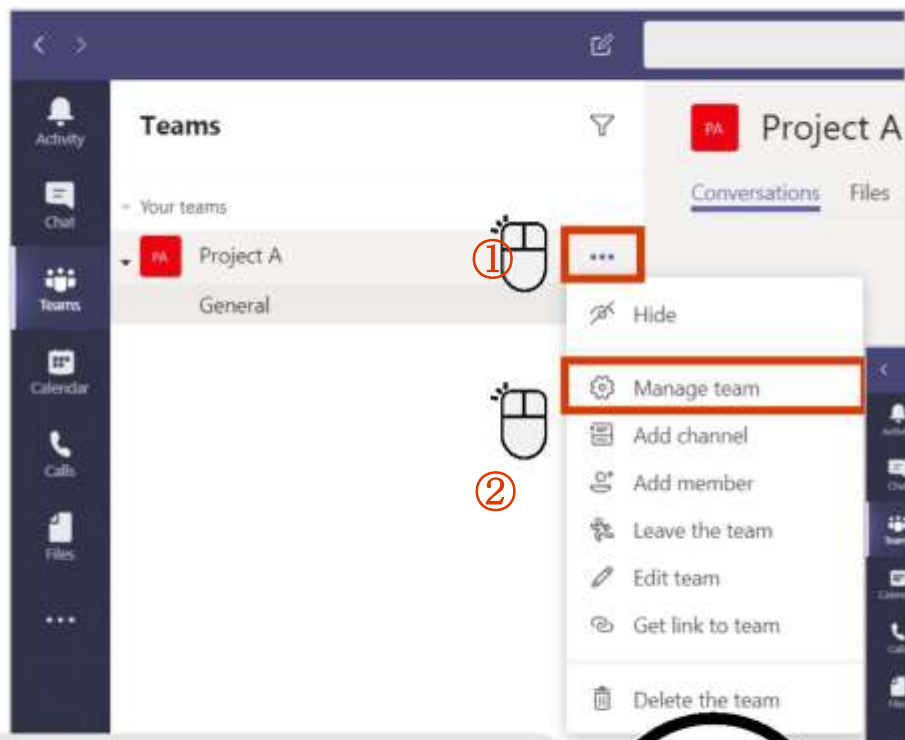 Activity
Teams
PA Project A
Conversations Files
Chat
Your teams
PA Project A
①
General
Teams
Hide
Calendar
Manage team
Add channel
Calls
Add member
②
Leave the team
Files
Edit team
Get link to team
Delete the team